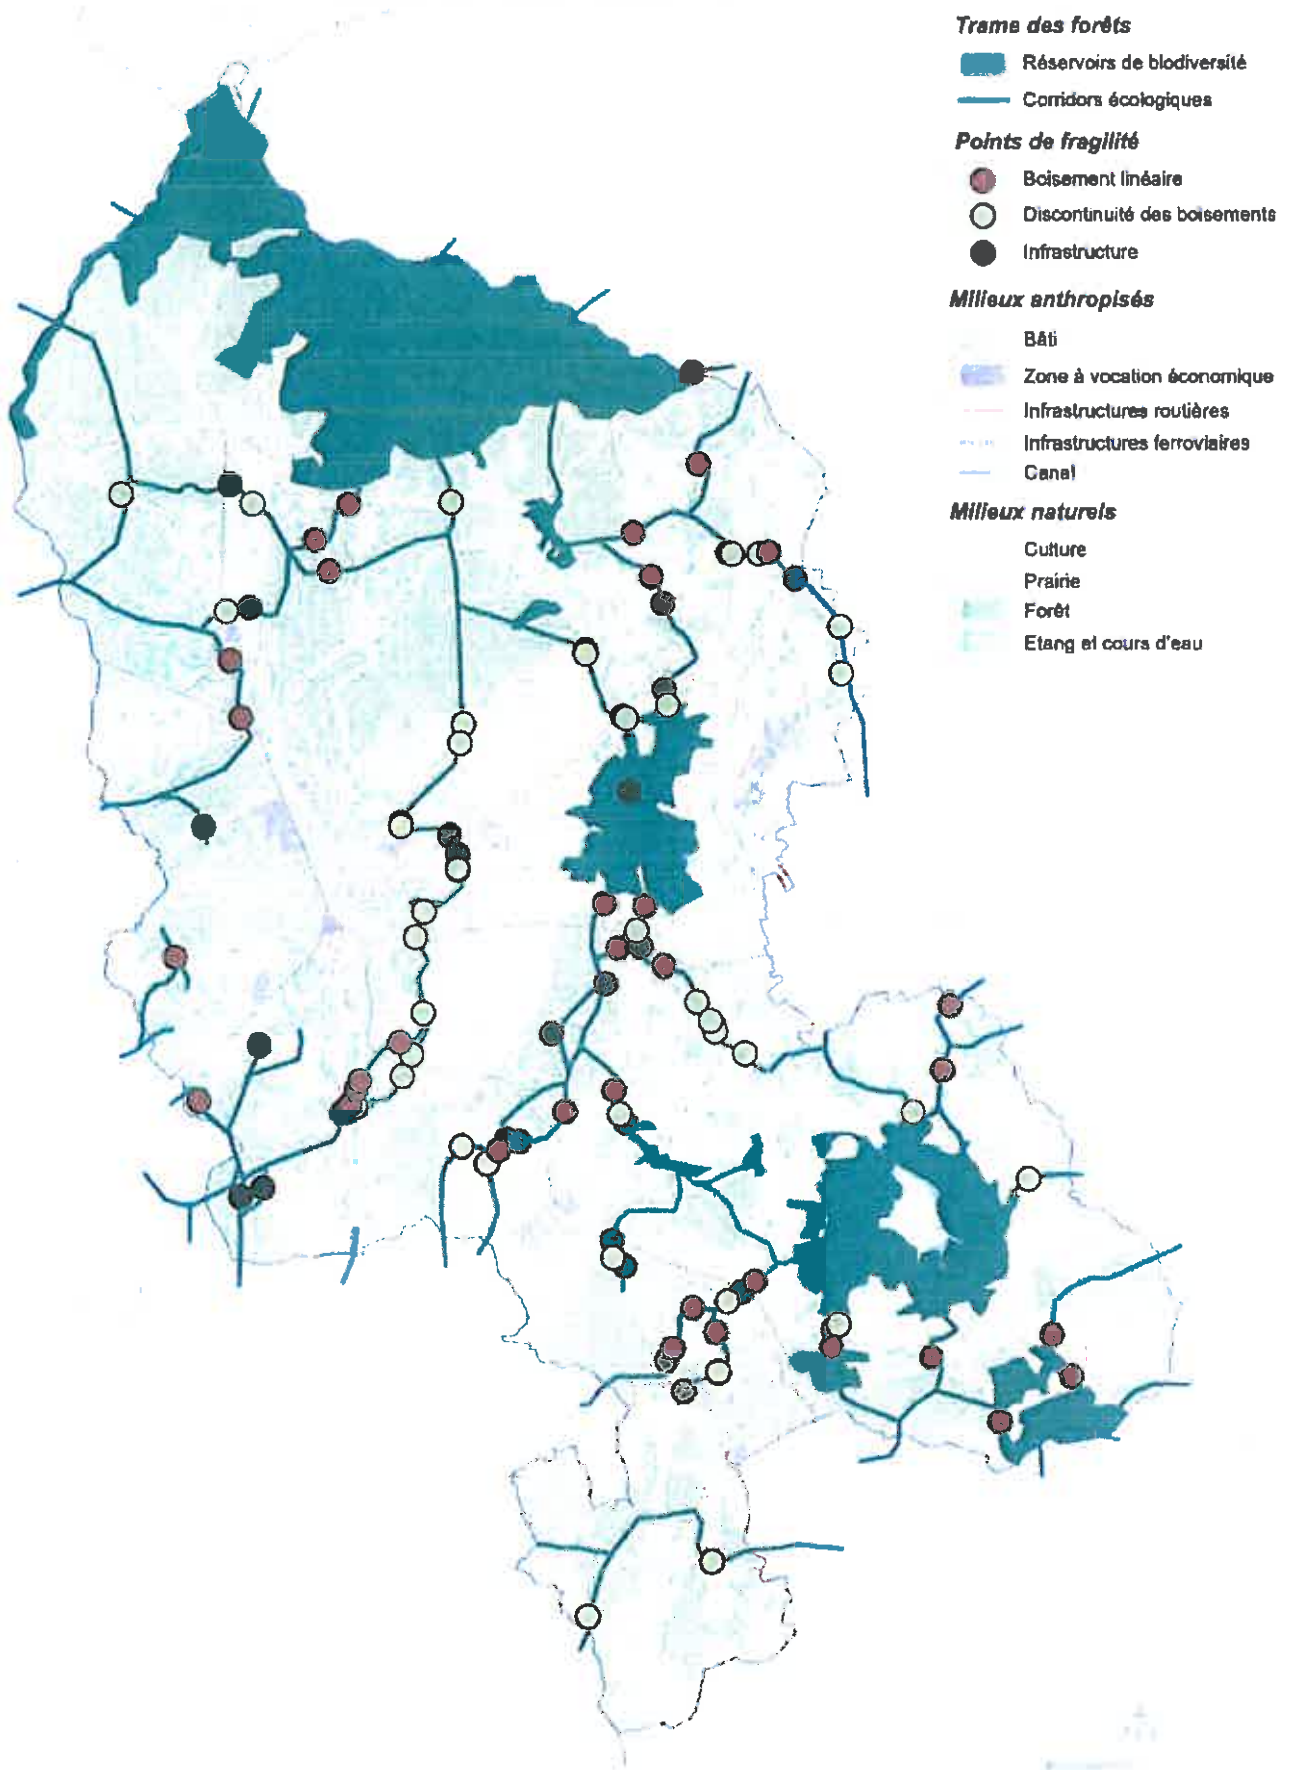 Trame des forêts
Réservoirs de biodiversité
Corridors écologiques
Points de fragilité
Boisement linéaire
Discontinuité des boisements
Infrastructure
Milieux anthropisés
Bâti
Zone à vocation économique
Infrastructures routières
Infrastructures ferroviaires
Canal
Milieux naturels
Culture
Prairie
Forêt
Etang et cours d'eau